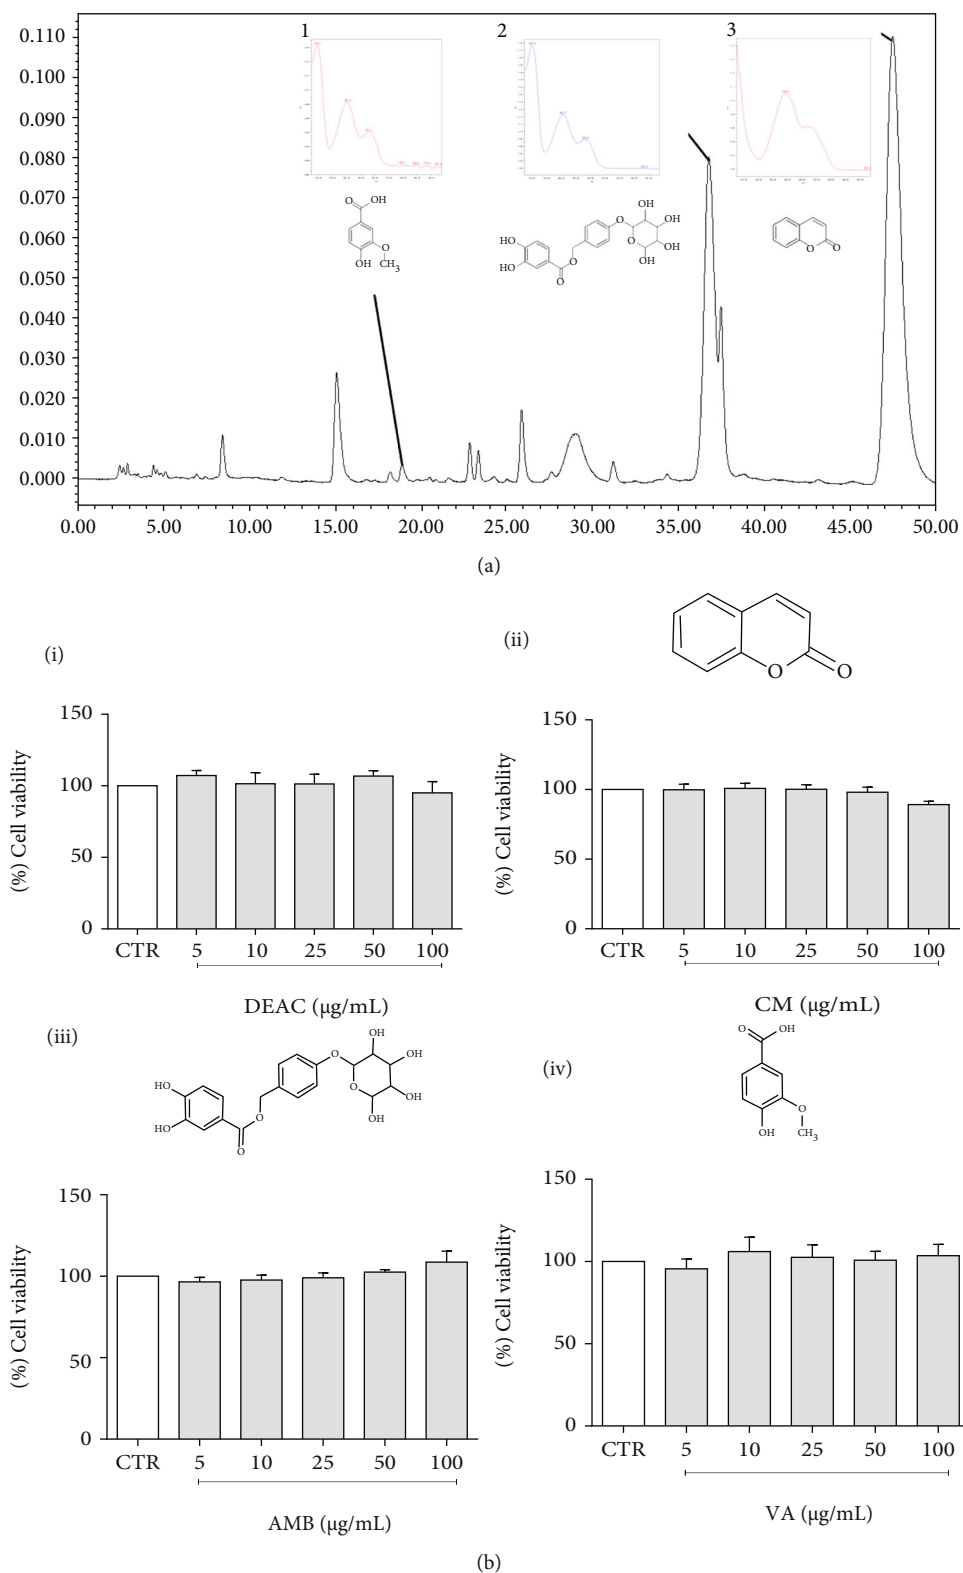 0.110
0.100
0.090
0.080
0.070
0.060
0.050
0.040
0.030
0.020
0.010
0.000
1
2
3
O
OH
O
OH
CH3
HO
HO
O
O
O
O
OH
OH
OH
OH
O
O
0.00 5.00 10.00 15.00 20.00 25.00 30.00 35.00 40.00 45.00 50.00
(a)
(i)
150
100
50
0
(%) Cell viability
CTR 5 10 25 50 100
DEAC (μg/mL)
(ii)
O
O
150
100
50
0
(%) Cell viability
CTR 5 10 25 50 100
CM (μg/mL)
(iii)
HO
HO
O
O
O
O
OH
OH
OH
OH
150
100
50
0
(%) Cell viability
CTR 5 10 25 50 100
AMB (μg/mL)
(iv)
O
OH
O
OH
CH3
150
100
50
0
(%) Cell viability
CTR 5 10 25 50 100
VA (μg/mL)
(b)